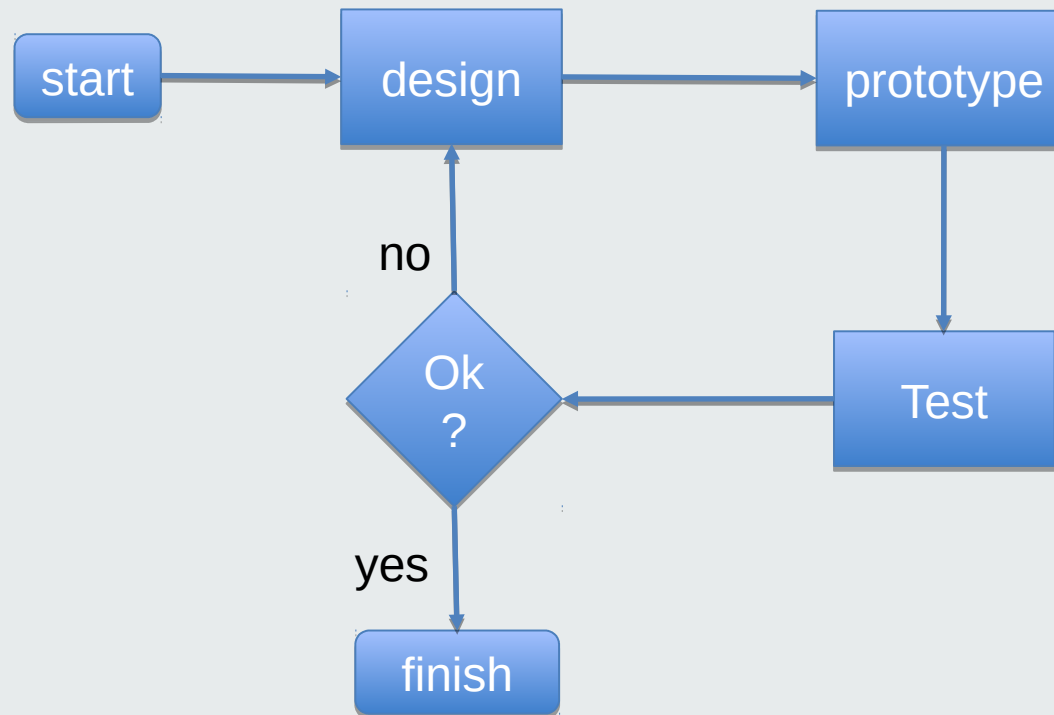 start
design
prototype
no
Ok
?
Test
yes
finish